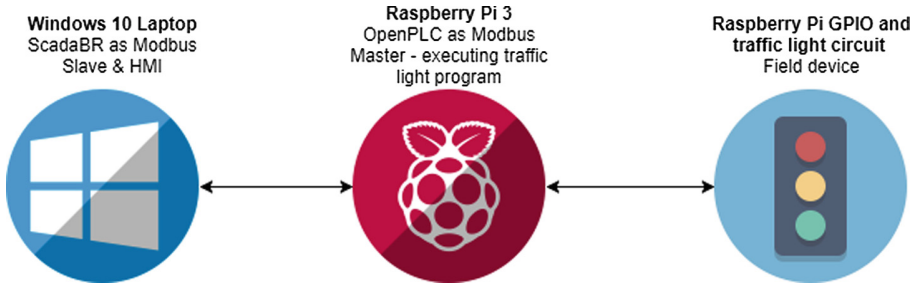 Windows 10 Laptop
ScadaBR as Modbus
Slave & HMI
Raspberry Pi 3
OpenPLC as Modbus
Master - executing traffic
light program
Raspberry Pi GPIO and
traffic light circuit
Field device